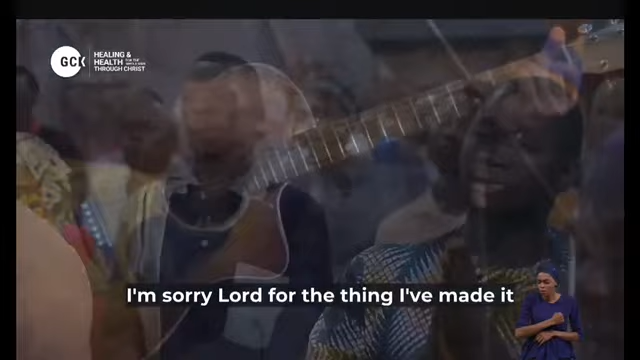 GCK
HEALING &
HEALTH
THROUGH CHRIST
I'm sorry Lord for the thing I've made it